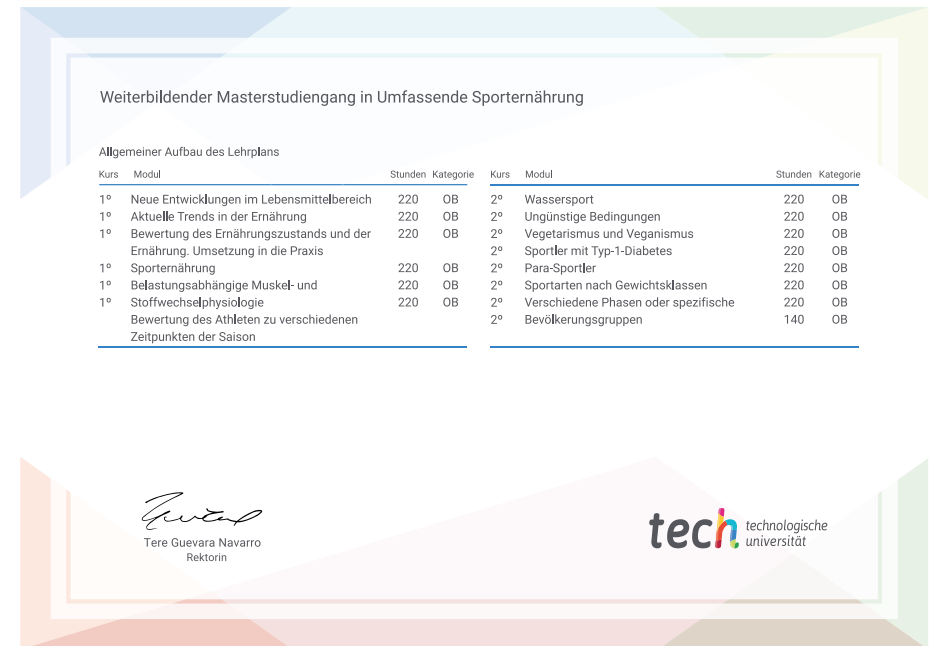 Weiterbildender Masterstudiengang in Umfassende Sporternährung
Allgemeiner Aufbau des Lehrplans
Kurs Modul Stunden Kategorie
1º Neue Entwicklungen im Lebensmittelbereich 220 OB
1º Aktuelle Trends in der Ernährung 220 OB
1º Bewertung des Ernährungszustands und der 220 OB
Ernährung. Umsetzung in die Praxis
1º Sporternährung 220 OB
1º Belastungsabhängige Muskel- und 220 OB
1º Stoffwechselphysiologie 220 OB
Bewertung des Athleten zu verschiedenen
Zeitpunkten der Saison
Kurs Modul Stunden Kategorie
2º Wassersport 220 OB
2º Ungünstige Bedingungen 220 OB
2º Vegetarismus und Veganismus 220 OB
2º Sportler mit Typ-1-Diabetes 220 OB
2º Para-Sportler 220 OB
2º Sportarten nach Gewichtsklassen 220 OB
2º Verschiedene Phasen oder spezifische 220 OB
2º Bevölkerungsgruppen 140 OB
Tere Guevara Navarro
Rektorin
tech technologische
universität